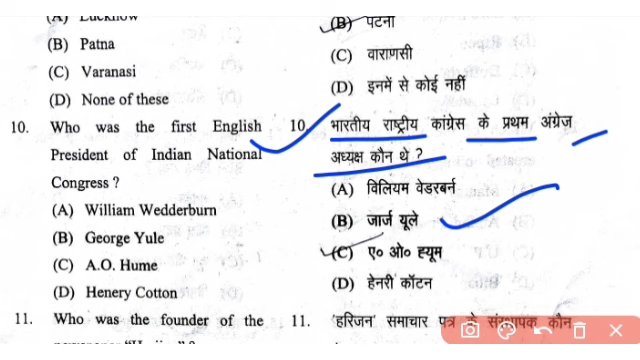 (A) Lucknow
(B) Patna
(C) Varanasi
(D) None of these
10. Who was the first English
President of Indian National
Congress ?
(A) William Wedderburn
(B) George Yule
(C) A.O. Hume
(D) Henery Cotton
11. Who was the founder of the
(B) पटना
(C) वाराणसी
(D) इनमें से कोई नहीं
10. भारतीय राष्ट्रीय कांग्रेस के प्रथम अंग्रेज
अध्यक्ष कौन थे ?
(A) विलियम वेडरबर्न
(B) जार्ज यूले
(C) ए० ओ० ह्यूम
(D) हेनरी कॉटन
11. 'हरिजन' समाचार पत्र के संस्थापक कौन